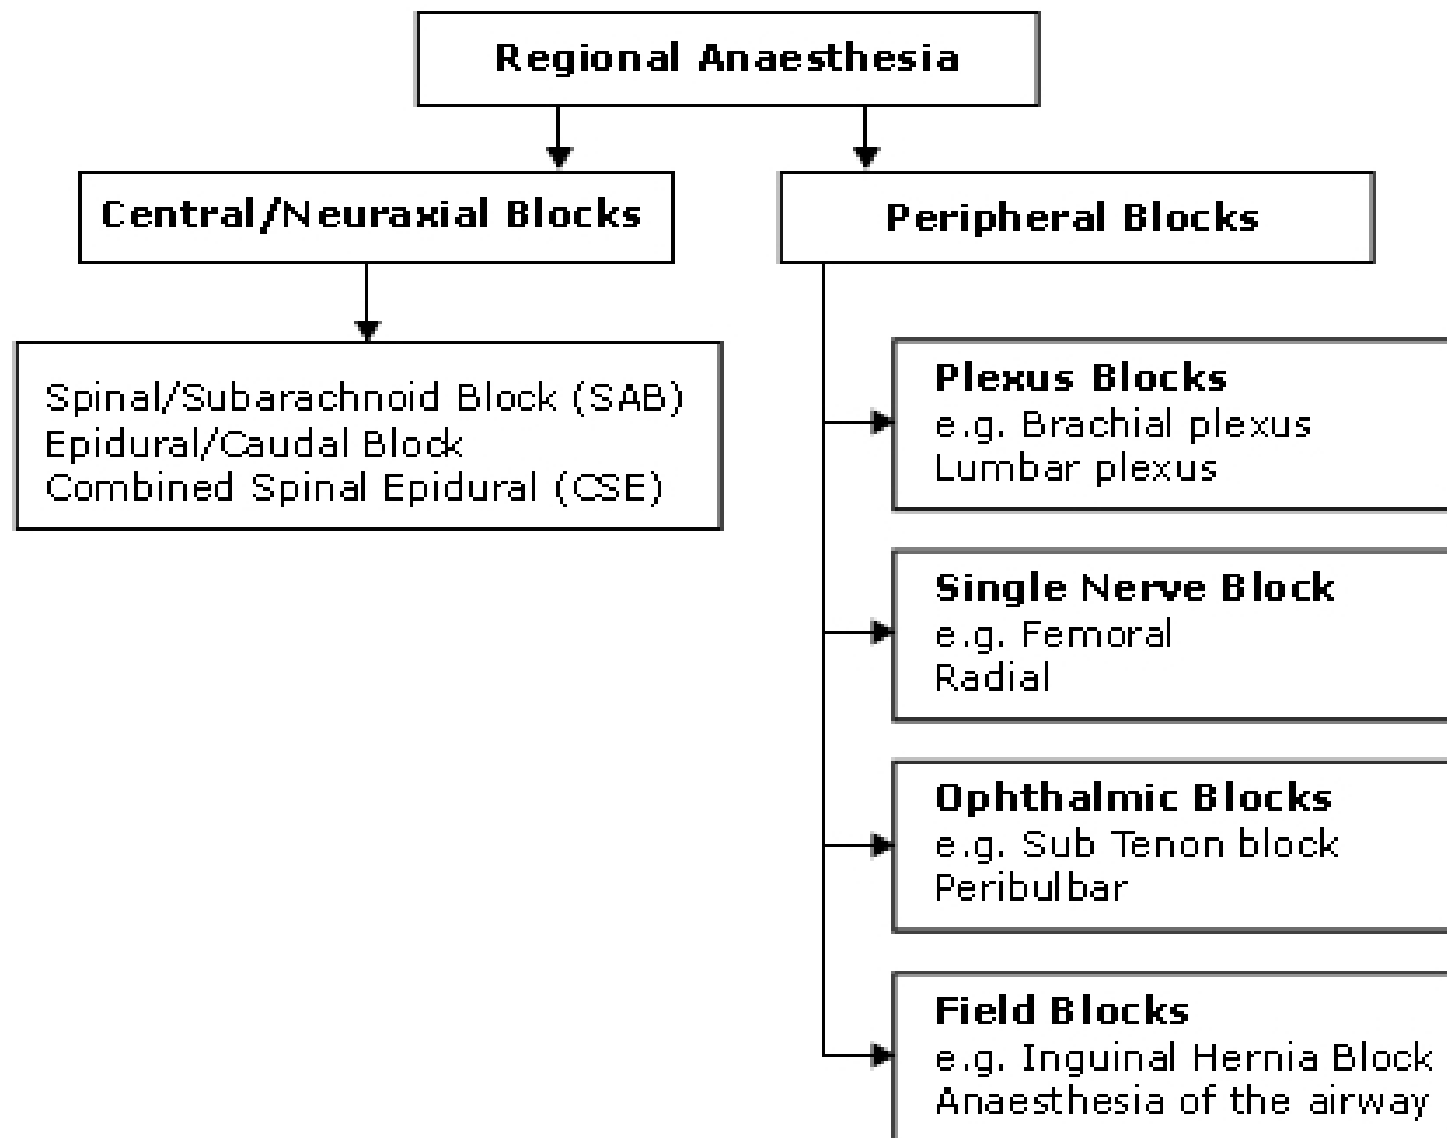 Regional Anaesthesia
Central/Neuraxial Blocks
Peripheral Blocks
Spinal/Subarachnoid Block (SAB)
Epidural/Caudal Block
Combined Spinal Epidural (CSE)
Plexus Blocks
e.g. Brachial plexus
Lumbar plexus
Single Nerve Block
e.g. Femoral
Radial
Ophthalmic Blocks
e.g. Sub Tenon block
Peribulbar
Field Blocks
e.g. Inguinal Hernia Block
Anaesthesia of the airway